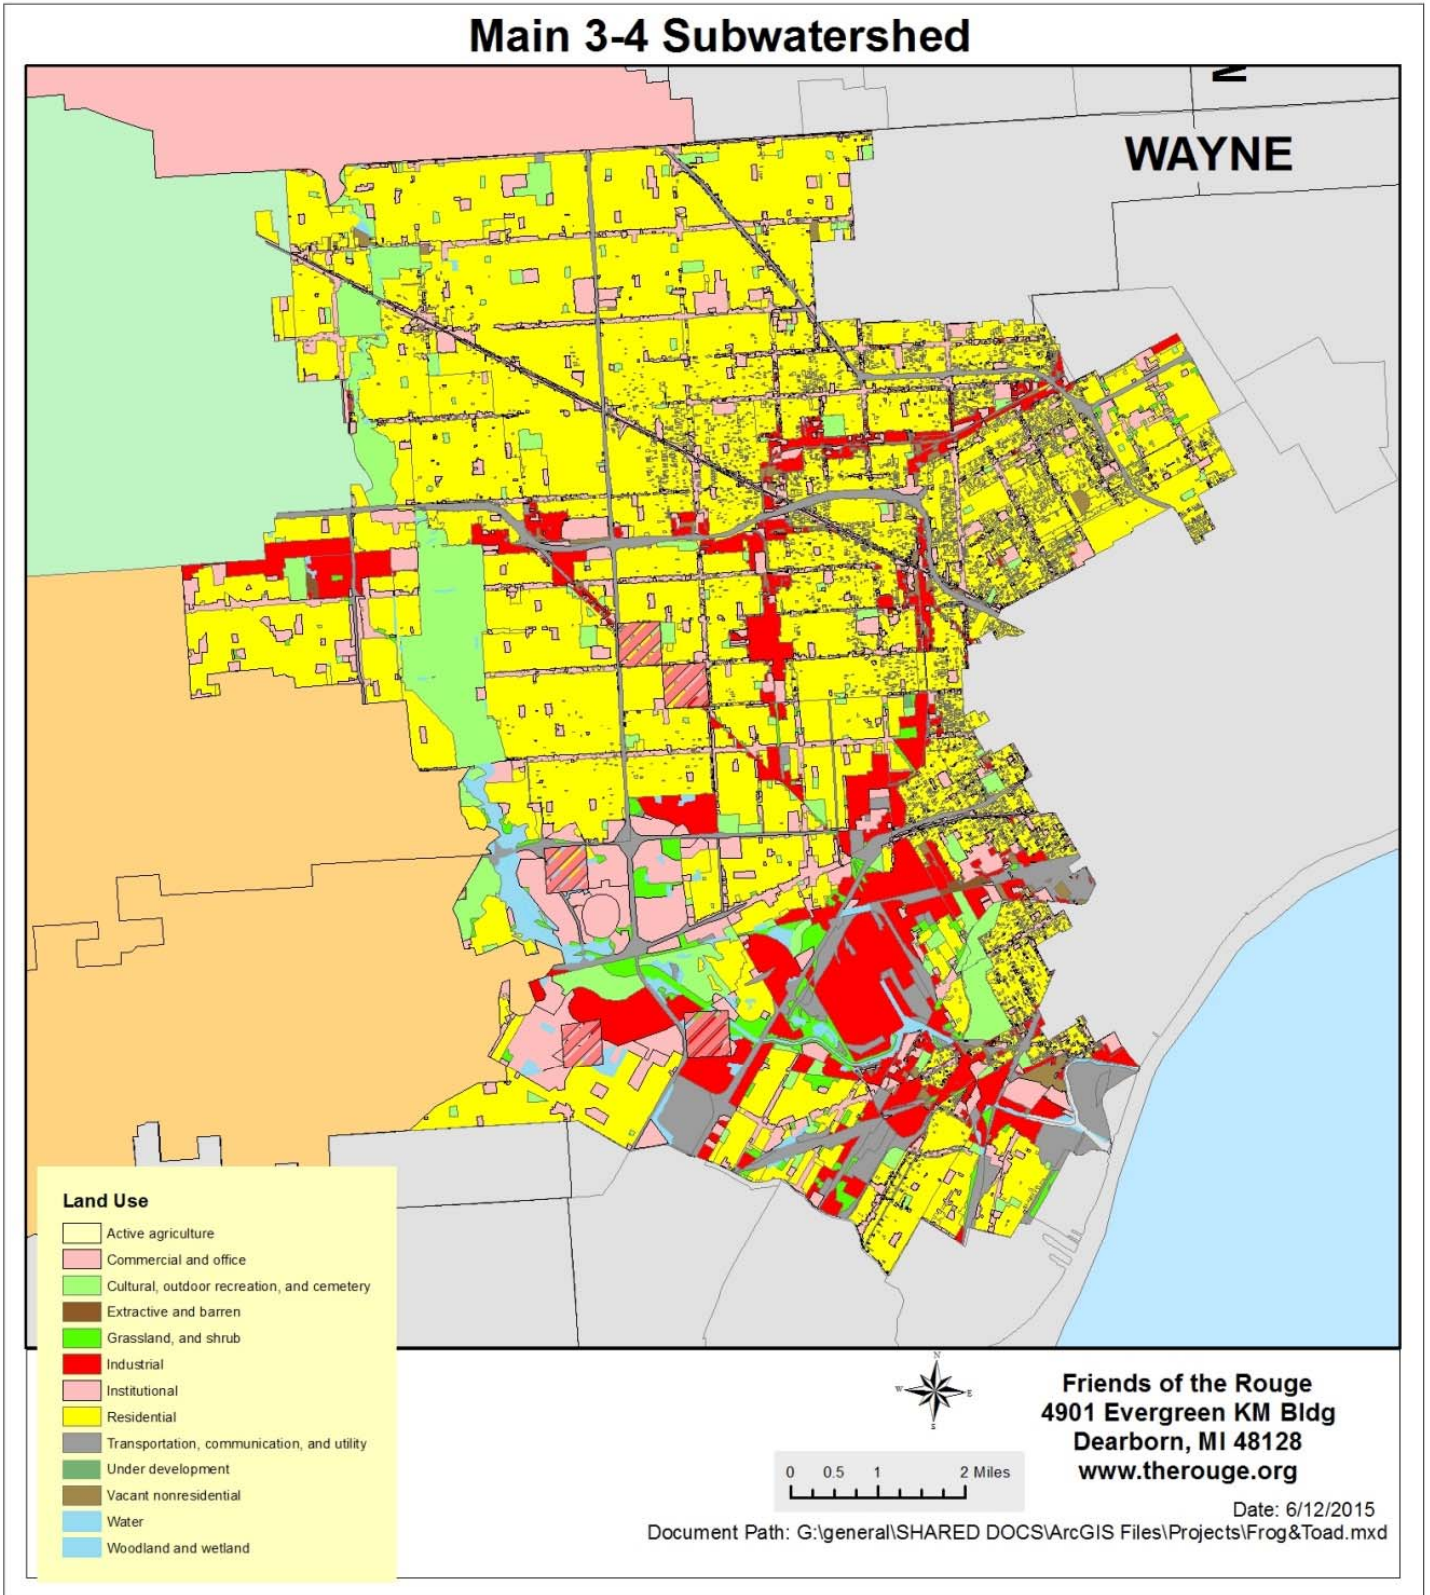 Main 3-4 Subwatershed
N
WAYNE
Land Use
Active agriculture
Commercial and office
Cultural, outdoor recreation, and cemetery
Extractive and barren
Grassland, and shrub
Industrial
Institutional
Residential
Transportation, communication, and utility
Under development
Vacant nonresidential
Water
Woodland and wetland
N
W E
S
0 0.5 1 2 Miles
Friends of the Rouge
4901 Evergreen KM Bldg
Dearborn, MI 48128
www.therouge.org
Date: 6/12/2015
Document Path: G:\general\SHARED DOCS\ArcGIS Files\Projects\Frog&Toad.mxd